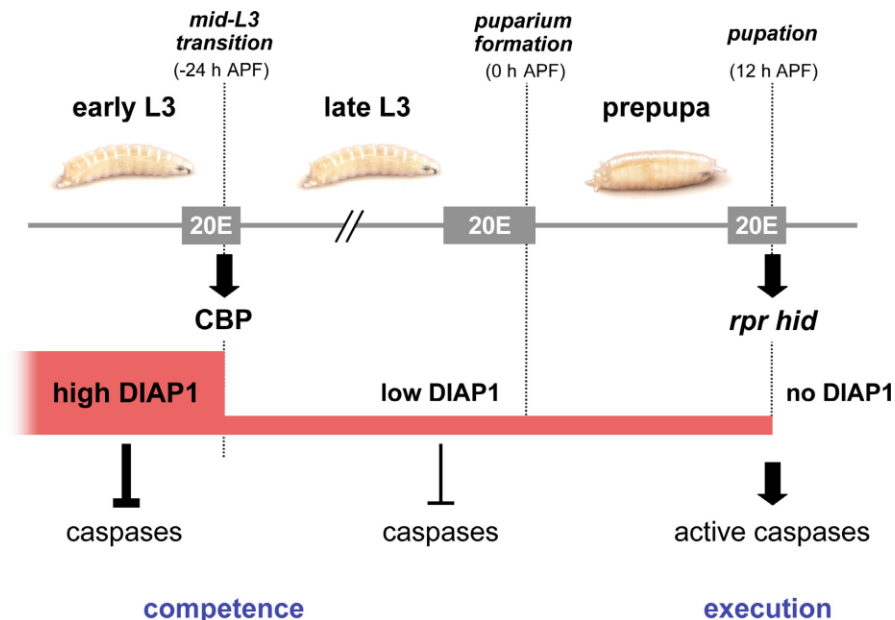 mid-L3
transition
(-24 h APF)
puparium
formation
(0 h APF)
pupation
(12 h APF)
early L3
late L3
prepupa
20E
20E
20E
CBP
rpr hid
high DIAP1
low DIAP1
no DIAP1
caspases
caspases
active caspases
competence
execution